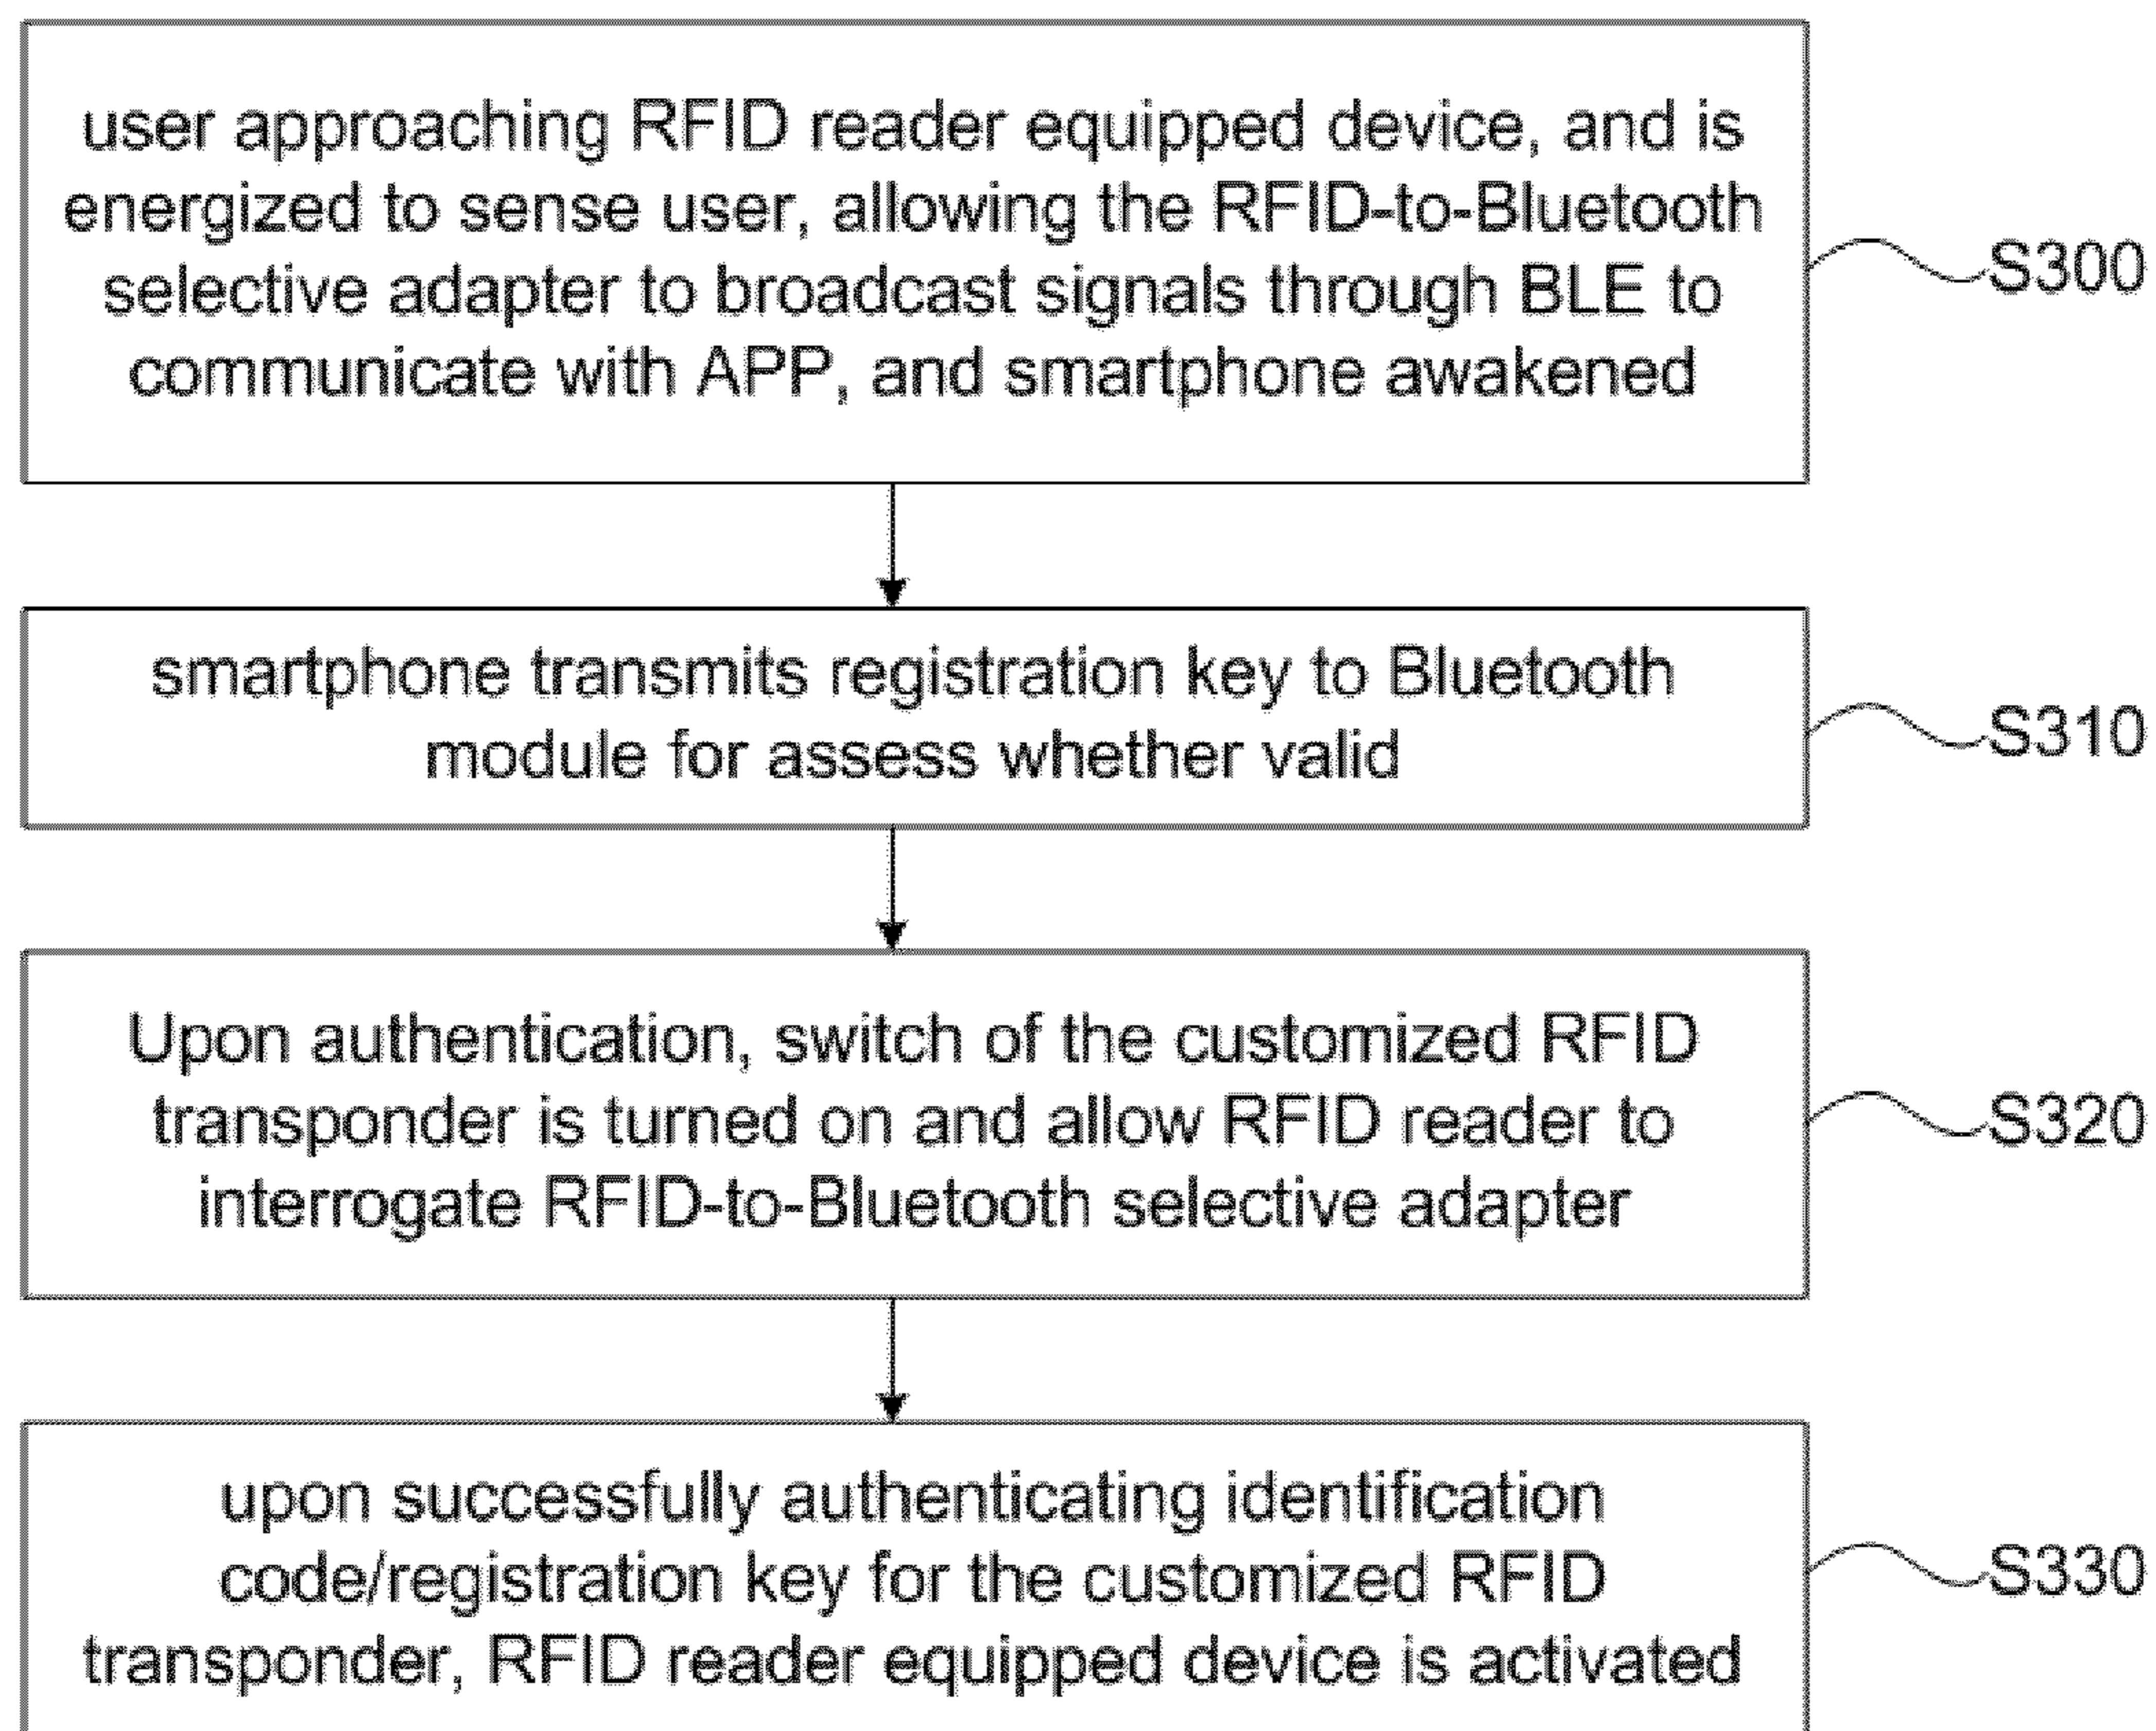 user approaching RFID reader equipped device, and is
energized to sense user, allowing the RFID-to-Bluetooth
selective adapter to broadcast signals through BLE to
communicate with APP, and smartphone awakened
S300
smartphone transmits registration key to Bluetooth
module for assess whether valid
S310
Upon authentication, switch of the customized RFID
transponder is turned on and allow RFID reader to
interrogate RFID-to-Bluetooth selective adapter
S320
upon successfully authenticating identification
code/registration key for the customized RFID
transponder, RFID reader equipped device is activated
S330